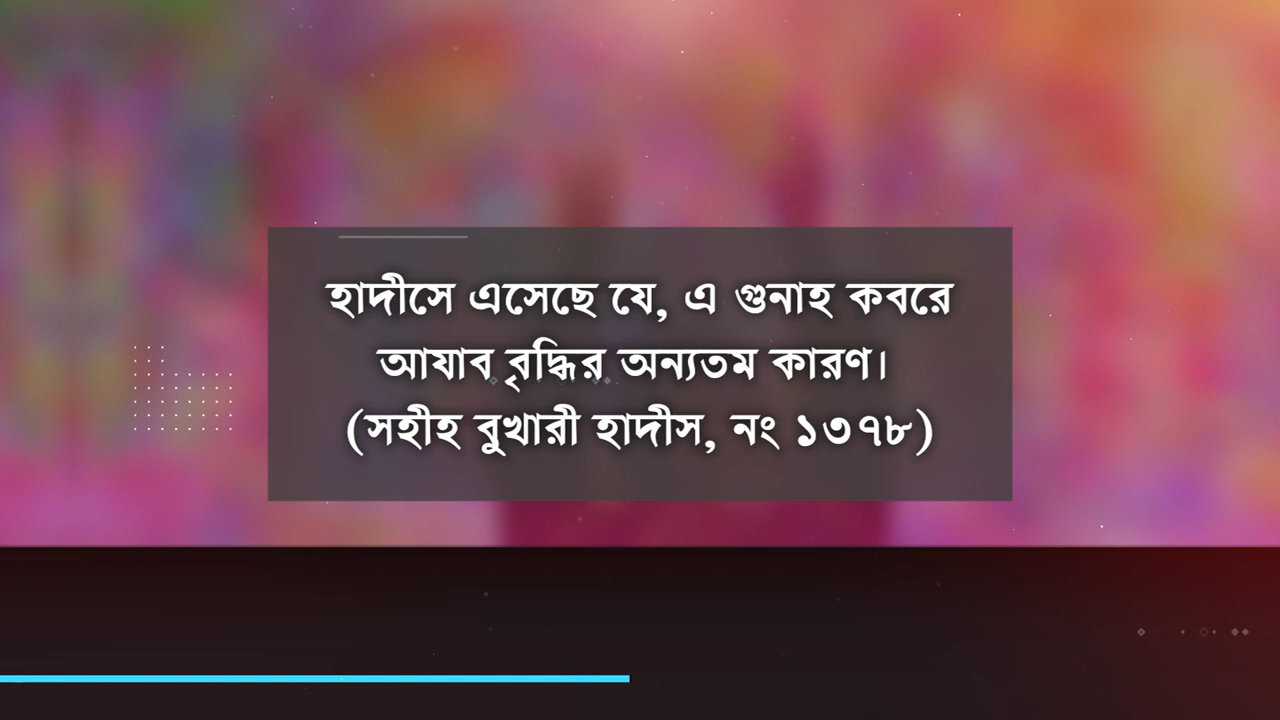 হাদীসে এসেছে যে, এ গুনাহ কবরে
আযাব বৃদ্ধির অন্যতম কারণ।
(সহীহ বুখারী হাদীস, নং ১৩৭৮)